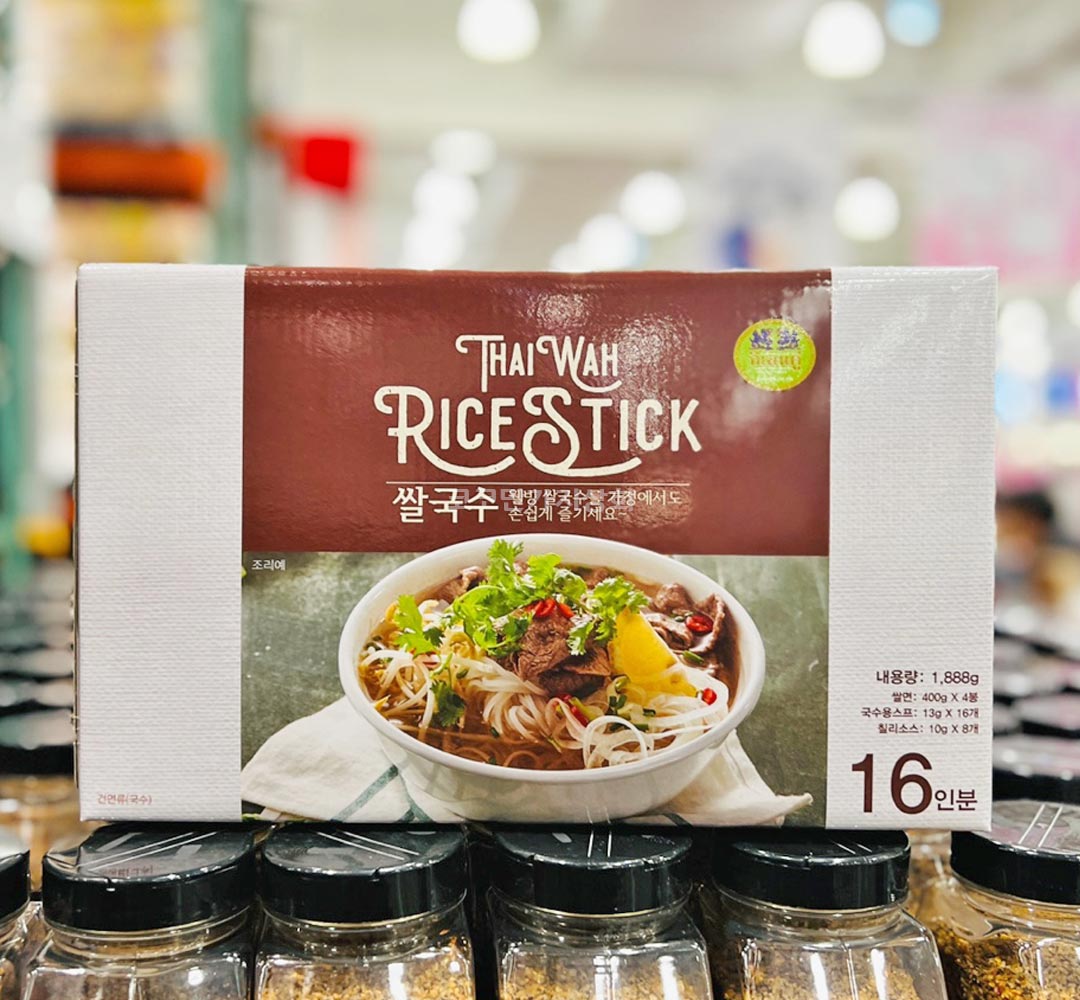 THAI WAH
RICE STICK
쌀국수 웰빙 쌀국수를 가정에서도
손쉽게 즐기세요~
조리예
내용량: 1,888g
쌀면: 400g X 4봉
국수용스프: 13g X 16개
칠리소스: 10g X 8개
16인분
건면류(국수)